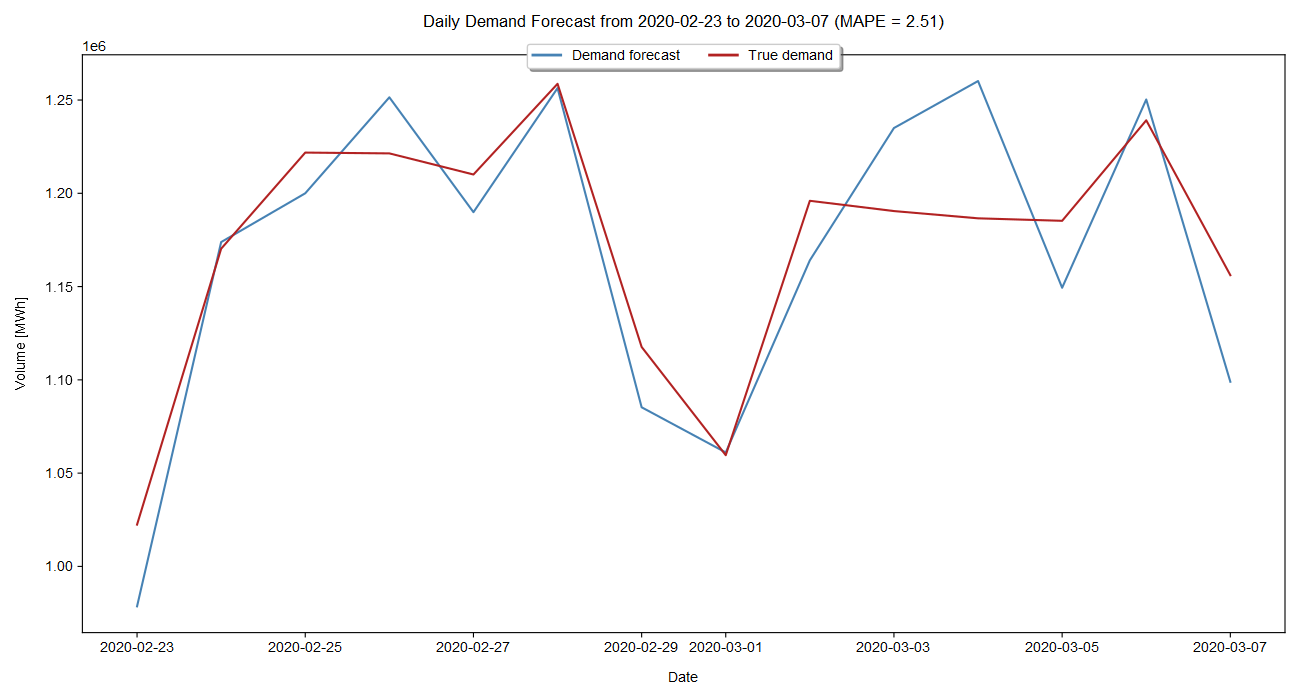 Daily Demand Forecast from 2020-02-23 to 2020-03-07 (MAPE = 2.51)
1e6
Demand forecast True demand
1.25
1.20
1.15
1.10
1.05
1.00
Volume [MWh]
2020-02-23 2020-02-25 2020-02-27 2020-02-29 2020-03-01 2020-03-03 2020-03-05 2020-03-07
Date